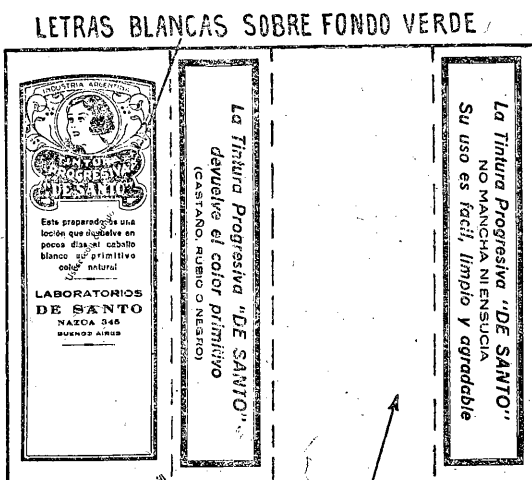 LETRAS BLANCAS SOBRE FONDO VERDE
INDUSTRIA ARGENTINA
TINTURA
PROGRESIVA
"DE SANTO"
Este preparado es una
loción que devuelve en
pocos dias al cabello
blanco su primitivo
color natural
LABORATORIOS
DE SANTO
NAZCA 345
BUENOS AIRES
La Tintura Progresiva "DE SANTO"
devuelve el color primitivo
(CASTAÑO, RUBIO O NEGRO)
La Tintura Progresiva "DE SANTO"
NO MANCHA NI ENSUCIA
Su uso es facil, limpio y agradable